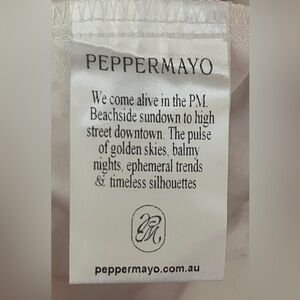 PEPPERMAYO
We come alive in the PM.
Beachside sundown to high
street downtown. The pulse
of golden skies, balmy
nights, ephemeral trends
& timeless silhouettes
PM
peppermayo.com.au